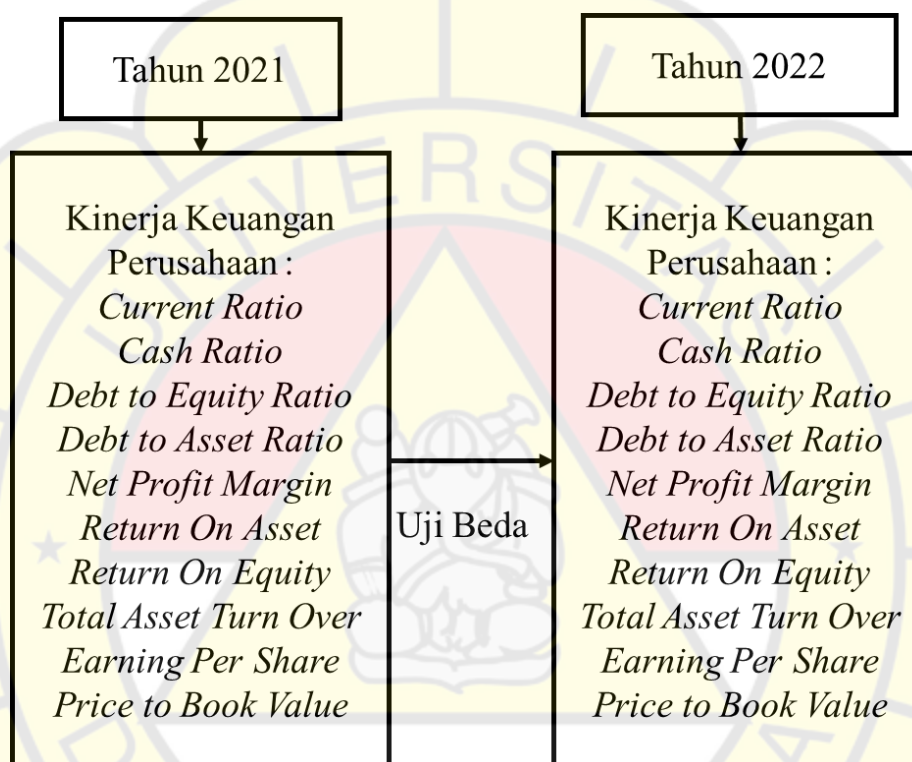 Tahun 2021
Tahun 2022
Kinerja Keuangan
Perusahaan :
Current Ratio
Cash Ratio
Debt to Equity Ratio
Debt to Asset Ratio
Net Profit Margin
Return On Asset
Return On Equity
Total Asset Turn Over
Earning Per Share
Price to Book Value
Uji Beda
Kinerja Keuangan
Perusahaan :
Current Ratio
Cash Ratio
Debt to Equity Ratio
Debt to Asset Ratio
Net Profit Margin
Return On Asset
Return On Equity
Total Asset Turn Over
Earning Per Share
Price to Book Value
UNIVERSITAS